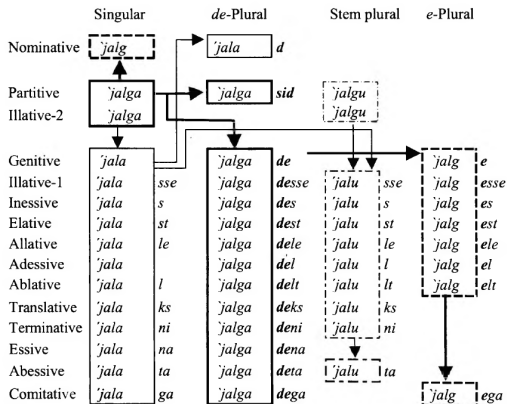 Singular de-Plural Stem plural e-Plural
Nominative `jalg 'jala d
Partitive `jalga `jalga sid `jalgu
Illative-2 `jalga `jalgu
Genitive 'jala `jalga de `jalg e
Illative-1 'jala sse `jalga desse 'jalu sse `jalg esse
Inessive 'jala s `jalga des 'jalu s `jalg es
Elative 'jala st `jalga dest 'jalu st `jalg est
Allative 'jala le `jalga dele 'jalu le `jalg ele
Adessive 'jala `jalga del 'jalu l `jalg el
Ablative 'jala l `jalga delt 'jalu lt `jalg elt
Translative 'jala ks `jalga deks 'jalu ks
Terminative 'jala ni `jalga deni 'jalu ni
Essive 'jala na `jalga dena
Abessive 'jala ta `jalga deta 'jalu ta
Comitative 'jala ga `jalga dega `jalg ega